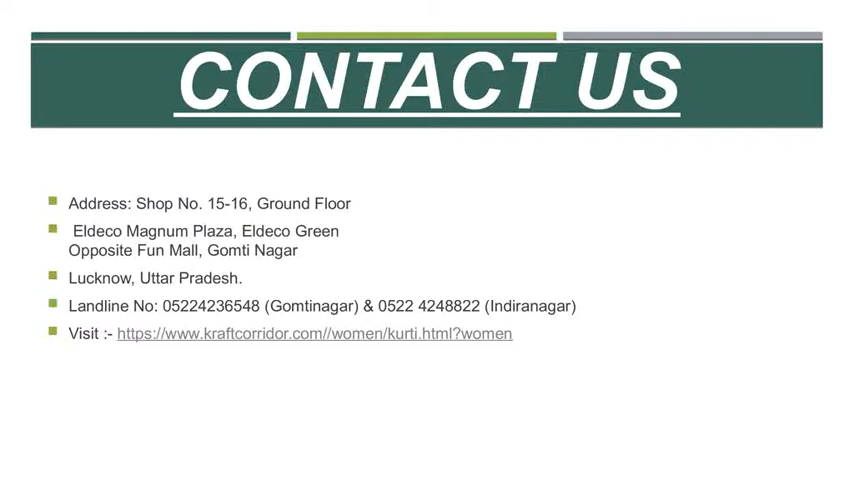 CONTACT US
Address: Shop No. 15-16, Ground Floor
Eldeco Magnum Plaza, Eldeco Green
Opposite Fun Mall, Gomti Nagar
Lucknow, Uttar Pradesh.
Landline No: 05224236548 (Gomtinagar) & 0522 4248822 (Indiranagar)
Visit :- https://www.kraftcorridor.com//women/kurti.html?women